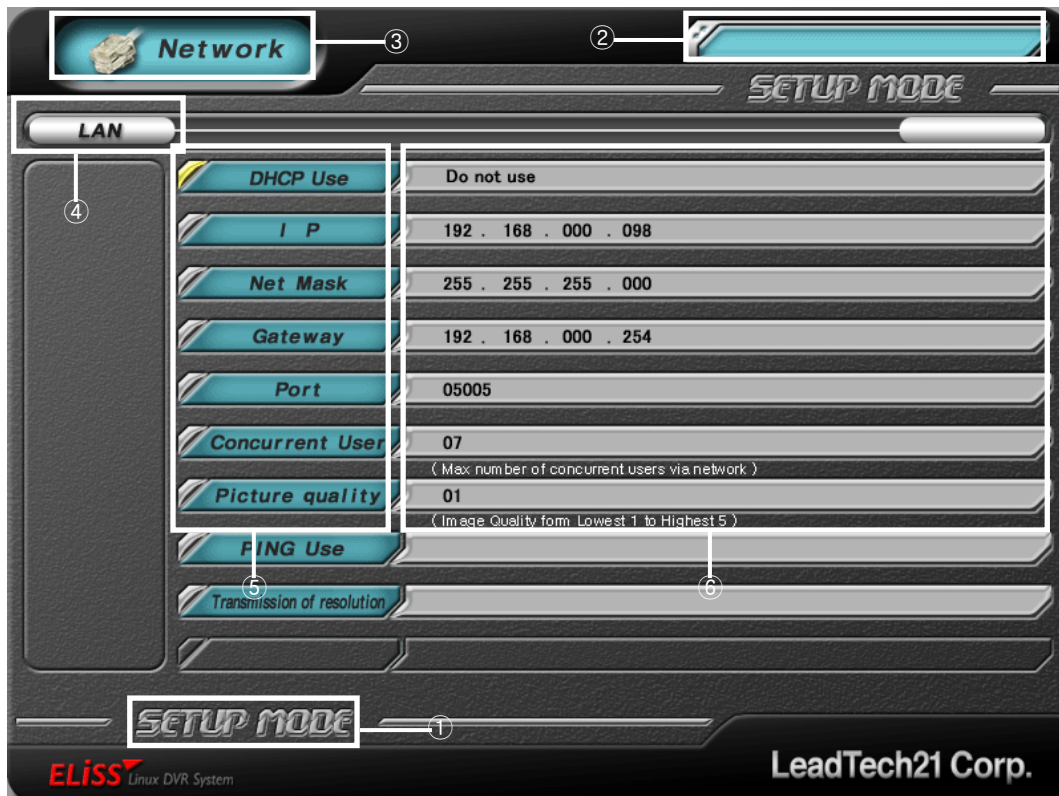 Network
③
②
SETUP MODE
LAN
④
DHCP Use Do not use
I P 192 . 168 . 000 . 098
Net Mask 255 . 255 . 255 . 000
Gateway 192 . 168 . 000 . 254
Port 05005
Concurrent User 07
( Max number of concurrent users via network )
Picture quality 01
( Image Quality form Lowest 1 to Highest 5 )
PING Use
⑤
⑥
Transmission of resolution
SETUP MODE
①
ELiSS Linux DVR System
LeadTech21 Corp.